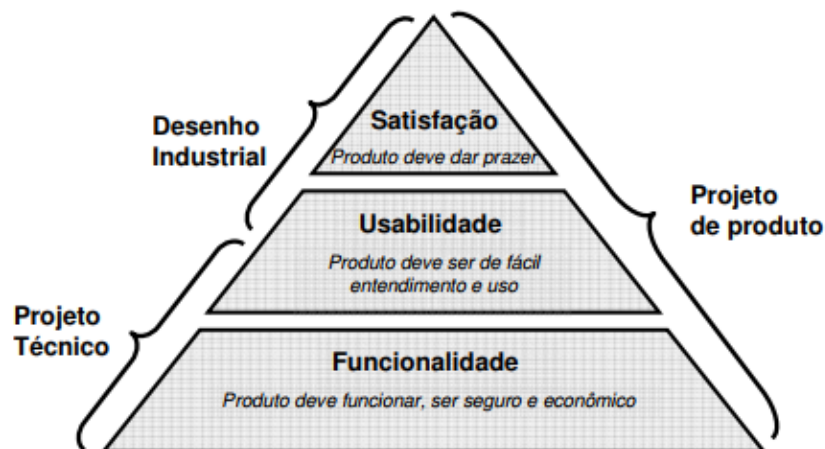 Satisfação
Produto deve dar prazer
Desenho
Industrial
Usabilidade
Produto deve ser de fácil
entendimento e uso
Projeto
de produto
Projeto
Técnico
Funcionalidade
Produto deve funcionar, ser seguro e econômico